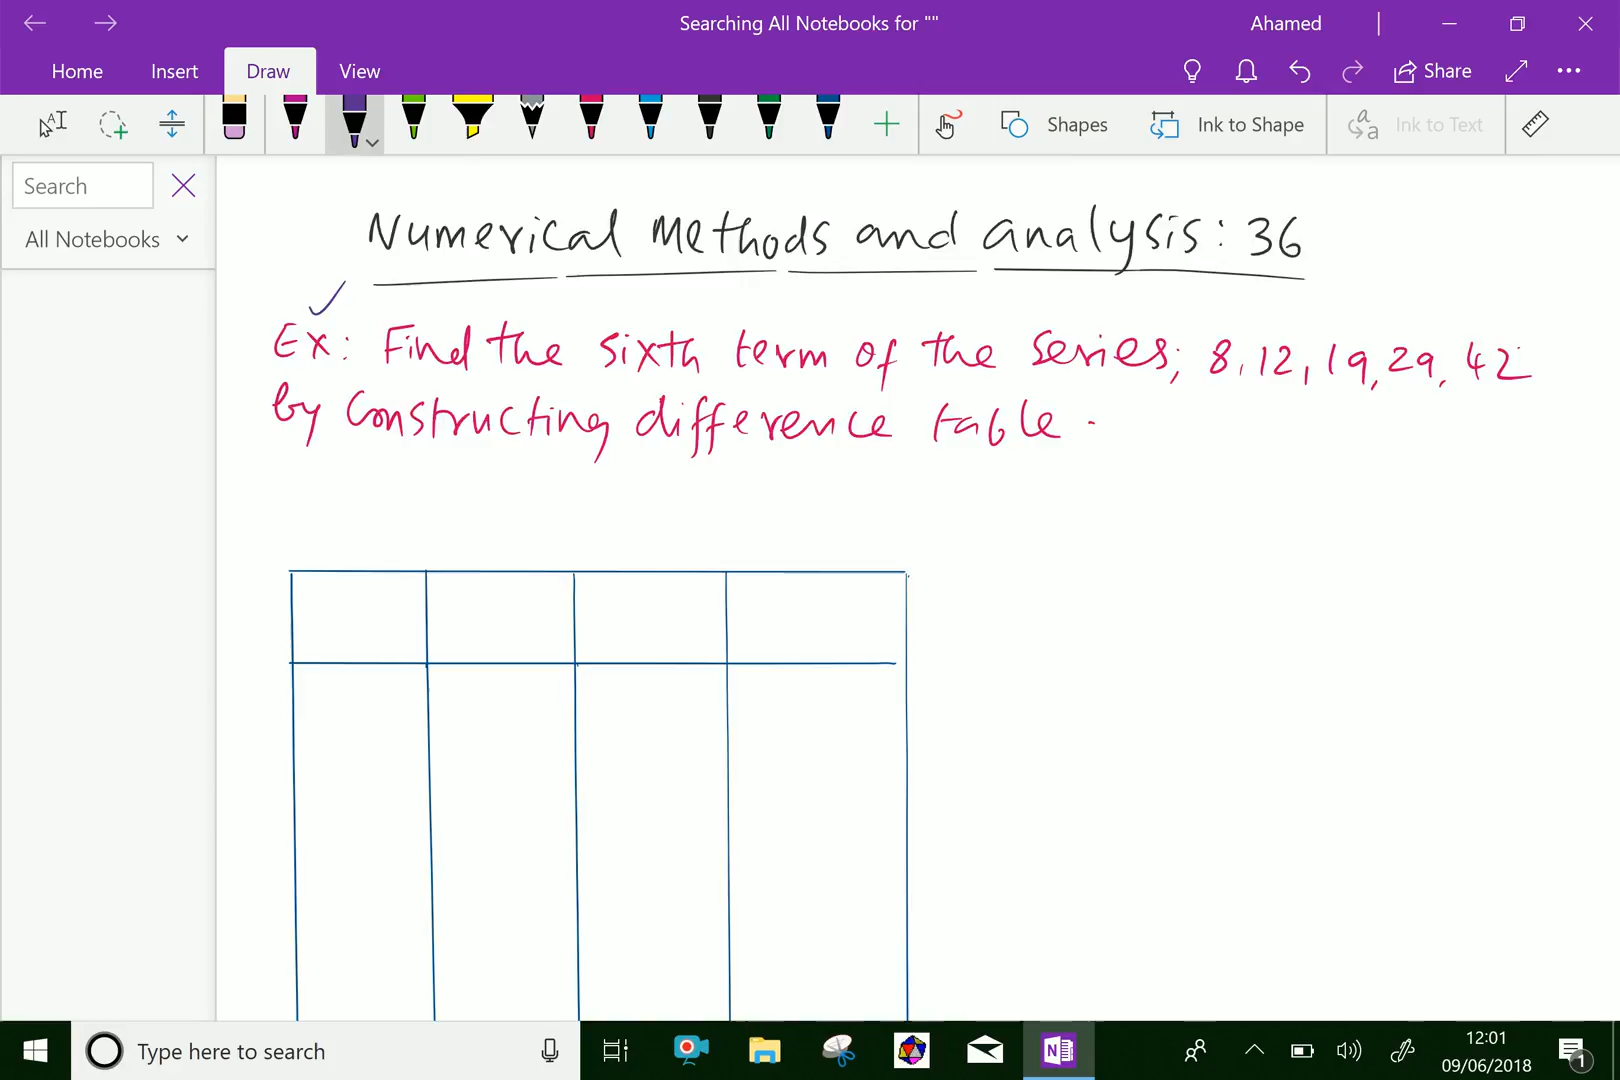 Searching All Notebooks for ""
Ahamed
Home Insert Draw View
Share
Shapes
Ink to Shape
Ink to Text
Search
All Notebooks
Numerical Methods and analysis: 36
Ex: Find the sixth term of the series; 8, 12, 19, 29, 42
by constructing difference table.
Type here to search
12:01
09/06/2018
1